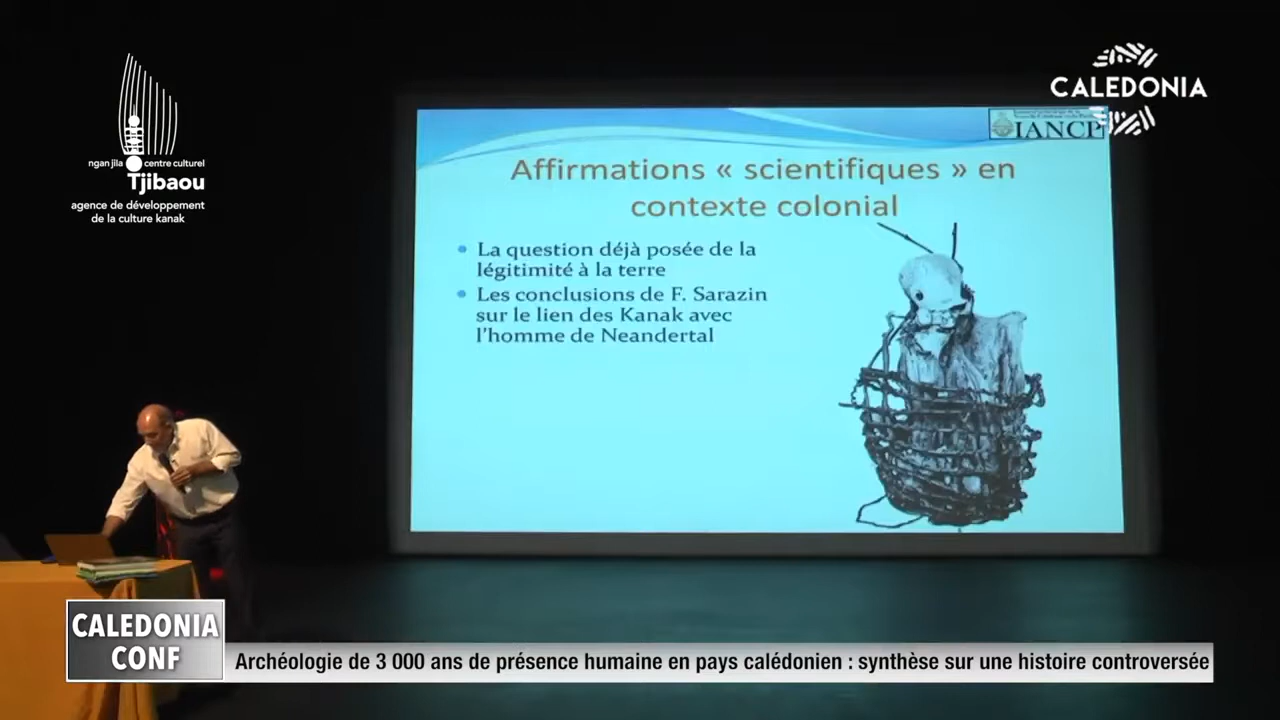 ngan jila centre culturel
Tjibaou
agence de développement
de la culture kanak
CALEDONIA
IANCP
Affirmations « scientifiques » en
contexte colonial
• La question déjà posée de la
légitimité à la terre
• Les conclusions de F. Sarazin
sur le lien des Kanak avec
l'homme de Neandertal
CALEDONIA
CONF
Archéologie de 3 000 ans de présence humaine en pays calédonien : synthèse sur une histoire controversée